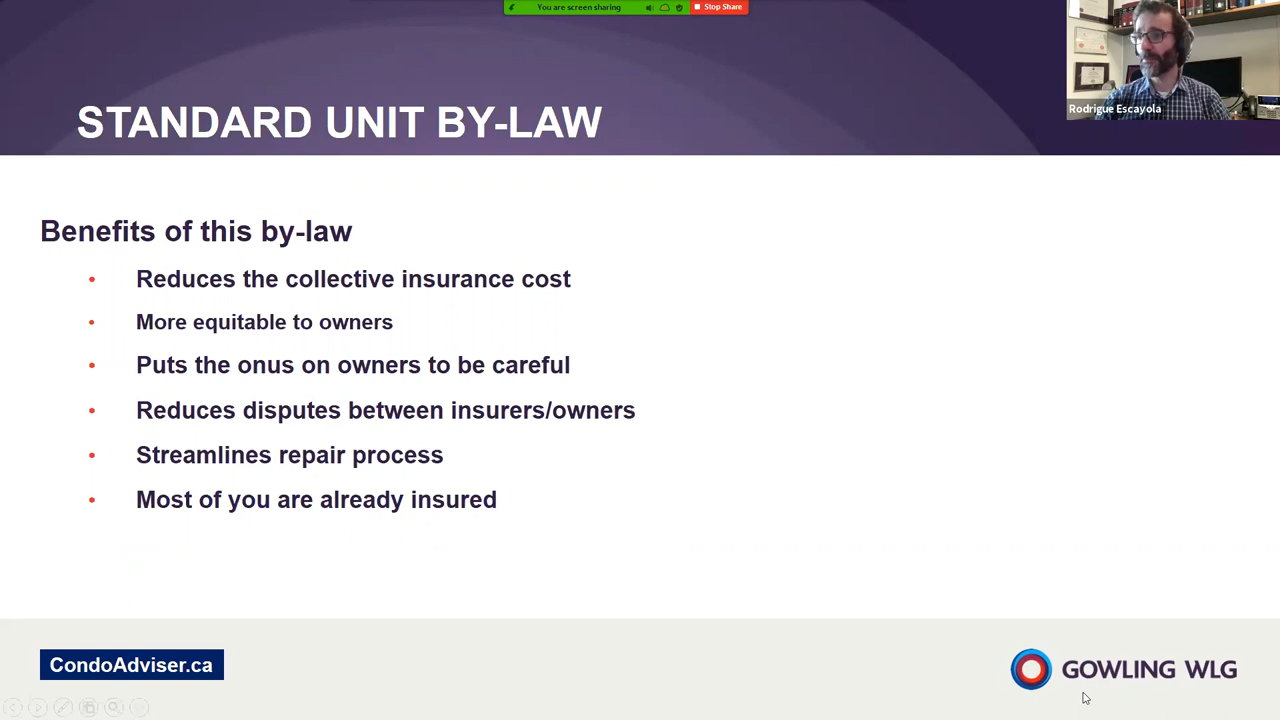 You are screen sharing
Stop Share
Rodrigue Escayola
STANDARD UNIT BY-LAW
Benefits of this by-law
• Reduces the collective insurance cost
• More equitable to owners
• Puts the onus on owners to be careful
• Reduces disputes between insurers/owners
• Streamlines repair process
• Most of you are already insured
CondoAdviser.ca
GOWLING WLG